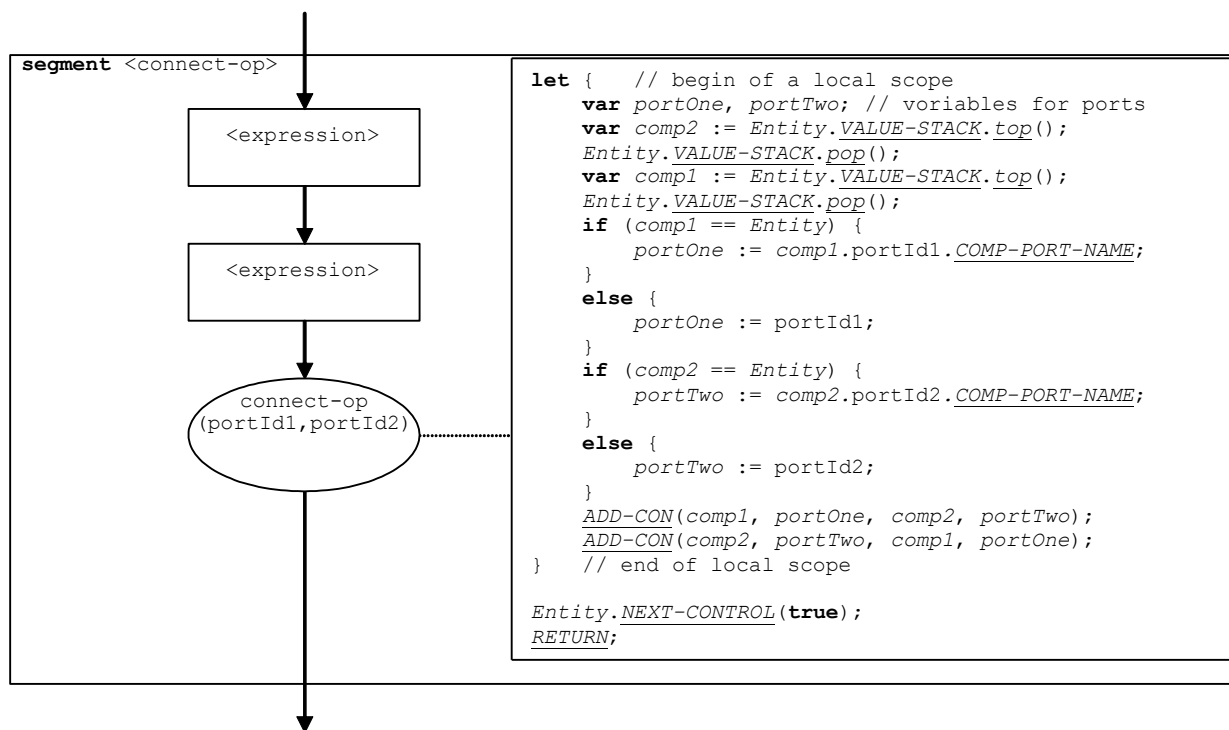 segment <connect-op>
<expression>
<expression>
connect-op
(portId1,portId2)
let { // begin of a local scope
var portOne, portTwo; // voriables for ports
var comp2 := Entity.VALUE-STACK.top();
Entity.VALUE-STACK.pop();
var comp1 := Entity.VALUE-STACK.top();
Entity.VALUE-STACK.pop();
if (comp1 == Entity) {
portOne := comp1.portId1.COMP-PORT-NAME;
}
else {
portOne := portId1;
}
if (comp2 == Entity) {
portTwo := comp2.portId2.COMP-PORT-NAME;
}
else {
portTwo := portId2;
}
ADD-CON(comp1, portOne, comp2, portTwo);
ADD-CON(comp2, portTwo, comp1, portOne);
} // end of local scope
Entity.NEXT-CONTROL(true);
RETURN;